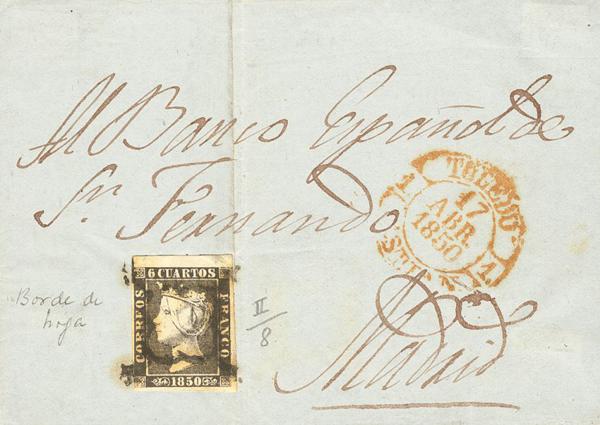 Al Banco Español de
Sn. Fernando
Madrid
TOLEDO
17
ABR
1850
6 CUARTOS
CORREOS
FRANCO
1850
Borde de
hoja
II
8